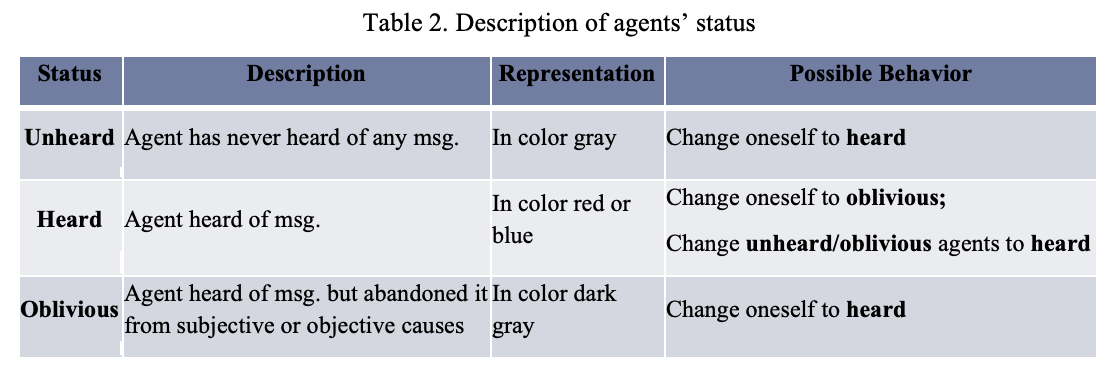 Table 2. Description of agents' status
Status Description Representation Possible Behavior
Unheard Agent has never heard of any msg. In color gray Change oneself to heard
Heard Agent heard of msg. In color red or
blue Change oneself to oblivious;
Change unheard/oblivious agents to heard
Oblivious Agent heard of msg. but abandoned it
from subjective or objective causes In color dark
gray Change oneself to heard